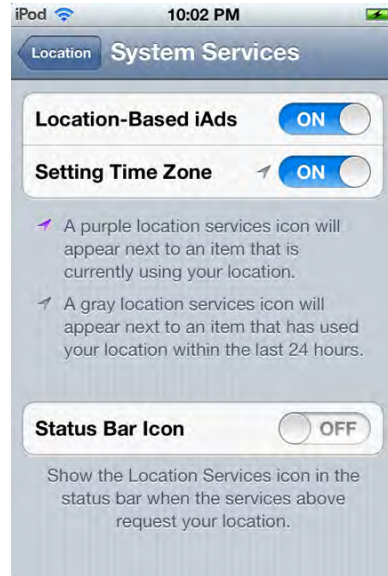 iPod 10:02 PM
Location System Services
Location-Based iAds ON
Setting Time Zone ON
A purple location services icon will
appear next to an item that is
currently using your location.
A gray location services icon will
appear next to an item that has used
your location within the last 24 hours.
Status Bar Icon OFF
Show the Location Services icon in the
status bar when the services above
request your location.